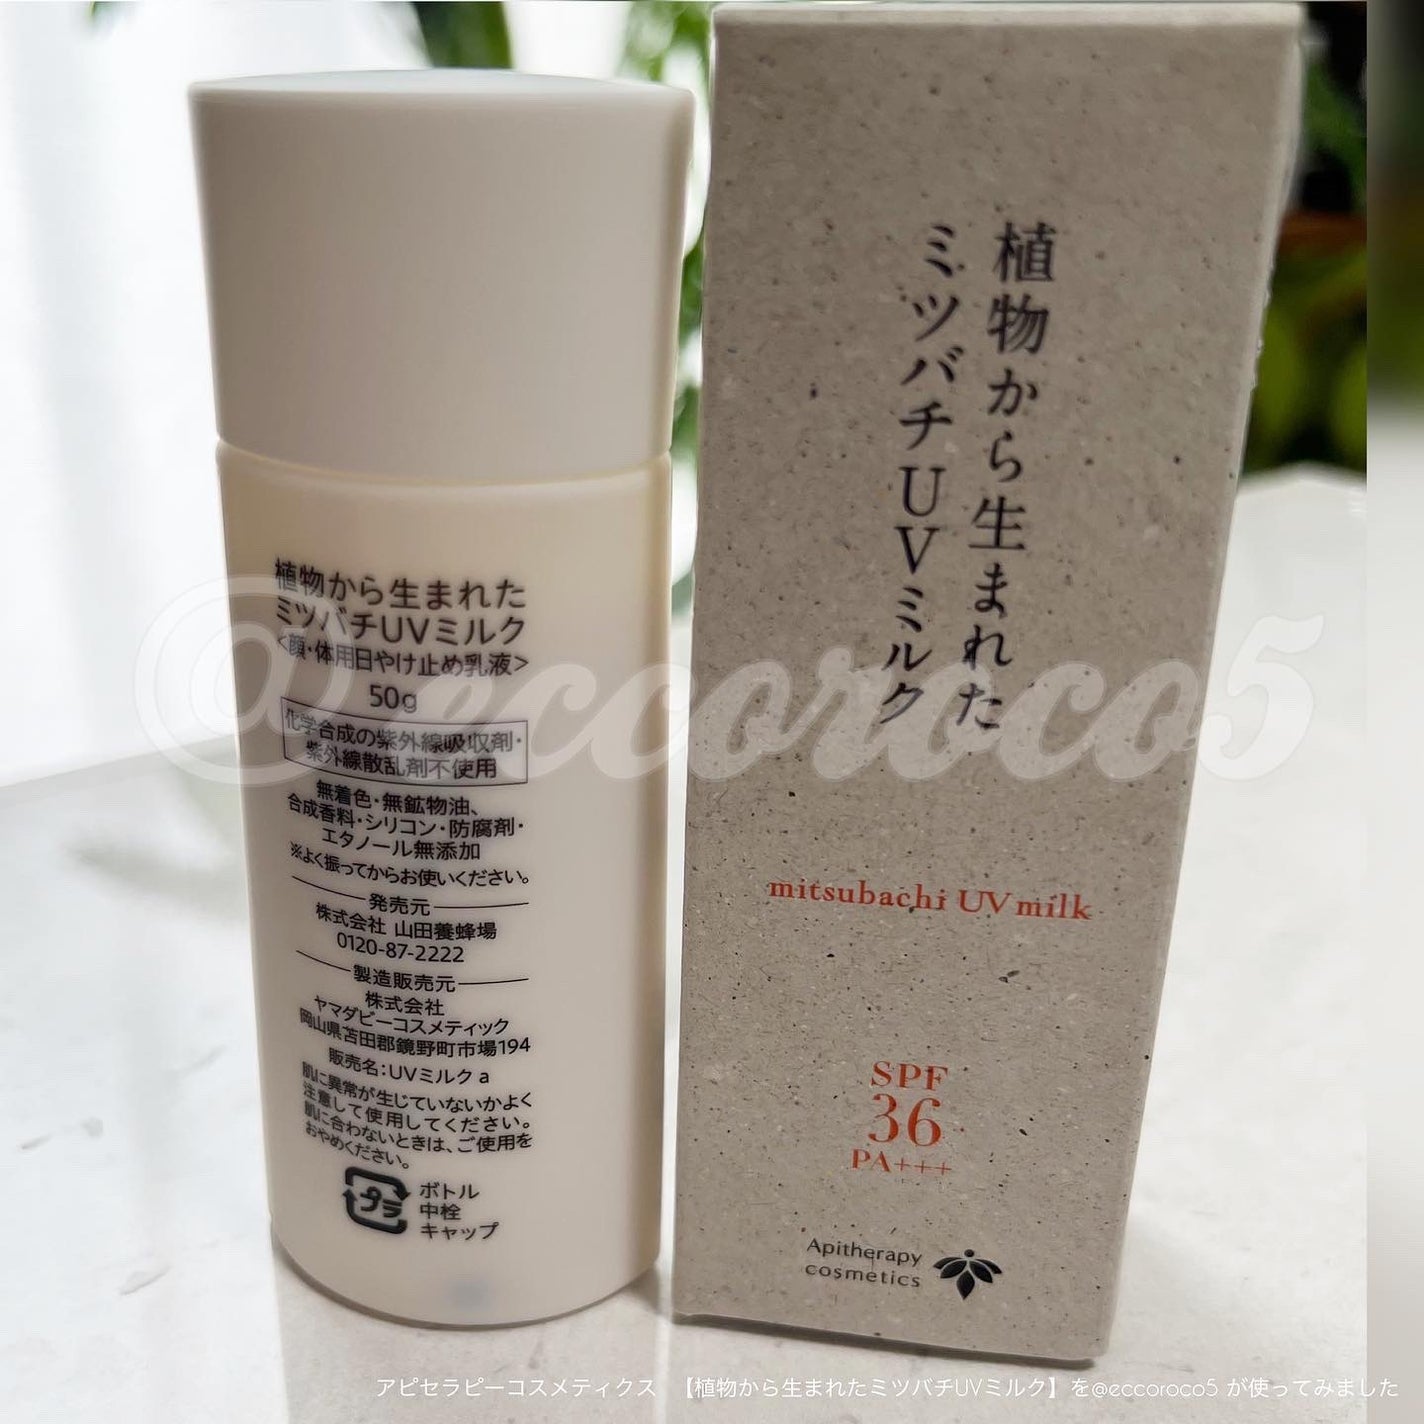 植物から生まれた
ミツバチUVミルク
<顔・体用日やけ止め乳液>
50g
化学合成の紫外線吸収剤・
紫外線散乱剤不使用
無着色・無鉱物油、
合成香料・シリコン・防腐剤・
エタノール無添加
※よく振ってからお使いください。
発売元
株式会社 山田養蜂場
0120-87-2222
製造販売元
株式会社
ヤマダビーコスメティック
岡山県苫田郡鏡野町市場194
販売名:UVミルク a
肌に異常が生じていないかよく
注意して使用してください。
肌に合わないときは、ご使用を
おやめください。
プラ
ボトル
中栓
キャップ
植物から生まれた
ミツバチUVミルク
mitsubachi UV milk
SPF
36
PA+++
Apitherapy
cosmetics
@eccoroco5
アピセラピーコスメティクス 【植物から生まれたミツバチUVミルク】を@eccoroco5 が使ってみました